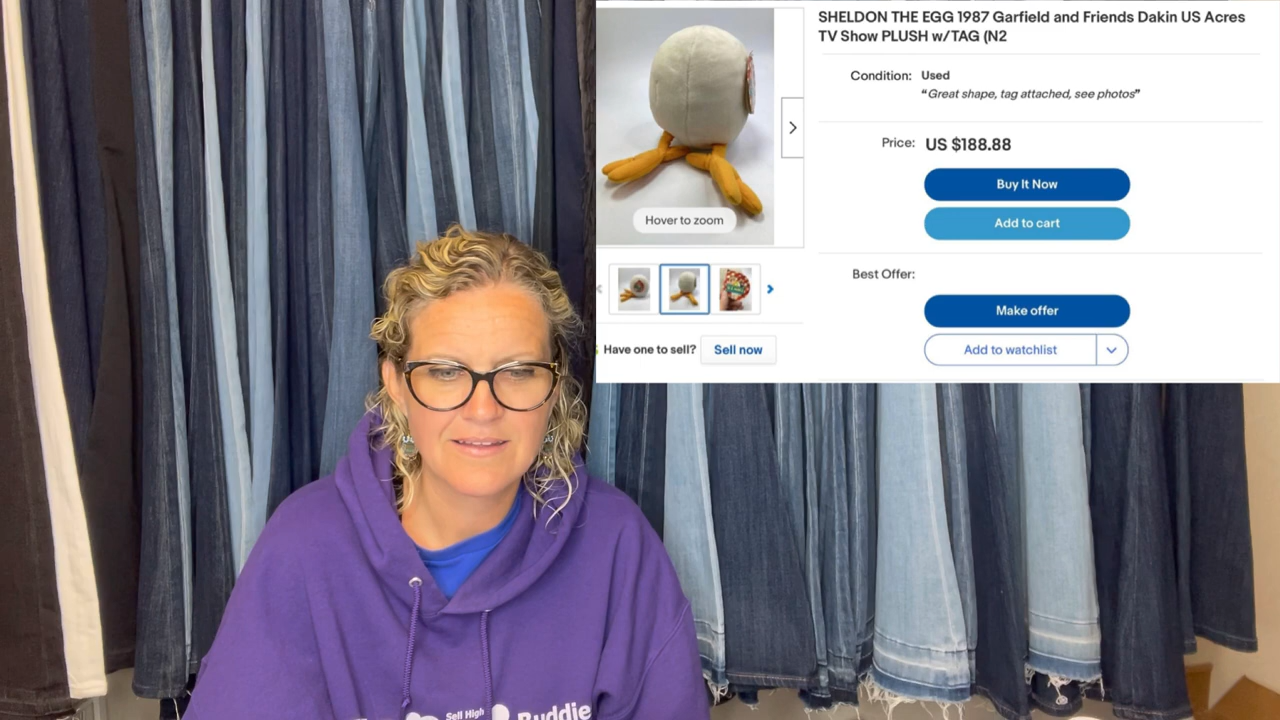 SHELDON THE EGG 1987 Garfield and Friends Dakin US Acres
TV Show PLUSH w/TAG (N2
Condition: Used
“Great shape, tag attached, see photos”
Price: US $188.88
Buy It Now
Add to cart
Hover to zoom
Best Offer:
Make offer
Have one to sell? Sell now
Add to watchlist
Sell High
Buddie